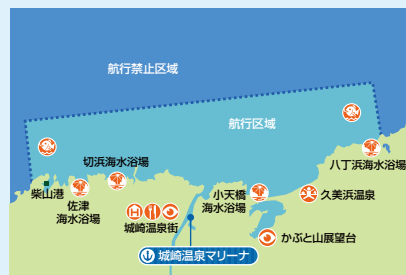 航行禁止区域
航行区域
切浜海水浴場
八丁浜海水浴場
柴山港
佐津
海水浴場
H
城崎温泉街
小天橋
海水浴場
久美浜温泉
かぶと山展望台
城崎温泉マリーナ